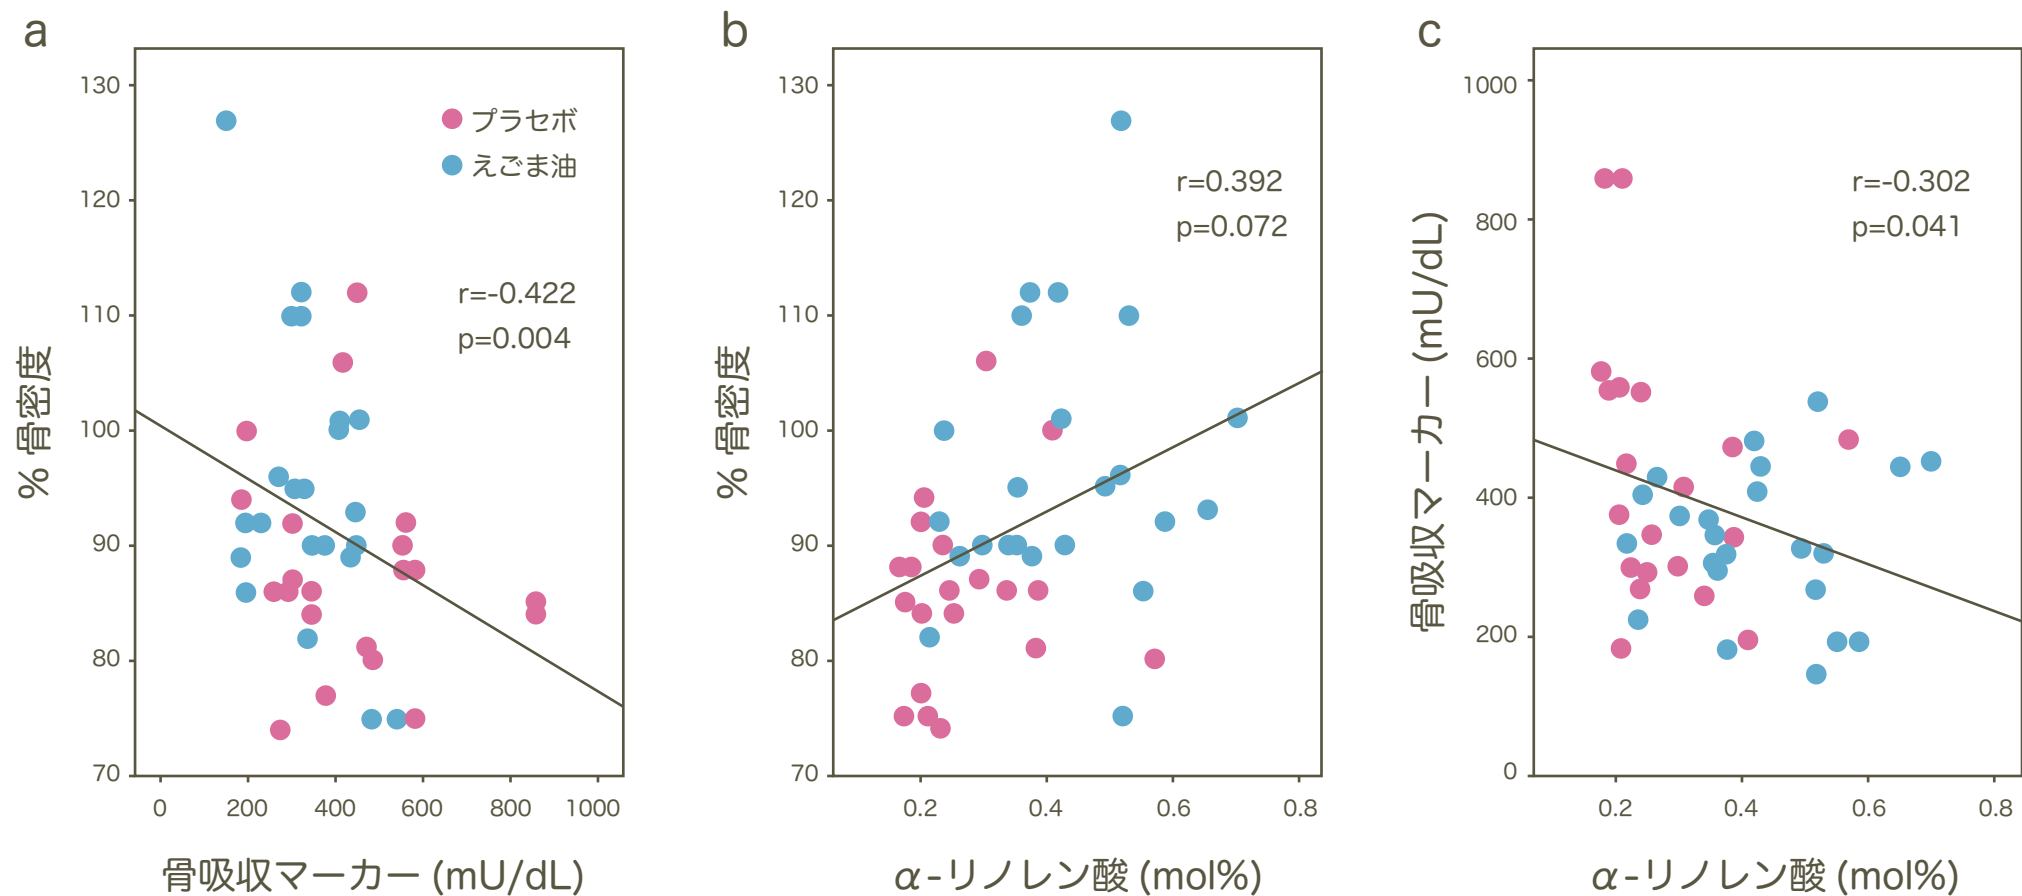 a
130
120
110
100
90
80
70
0 200 400 600 800 1000
% 骨密度
骨吸収マーカー (mU/dL)
プラセボ
えごま油
r=-0.422
p=0.004
b
130
120
110
100
90
80
70
0.2 0.4 0.6 0.8
% 骨密度
α-リノレン酸 (mol%)
r=0.392
p=0.072
c
1000
800
600
400
200
0
0.2 0.4 0.6 0.8
骨吸収マーカー (mU/dL)
α-リノレン酸 (mol%)
r=-0.302
p=0.041